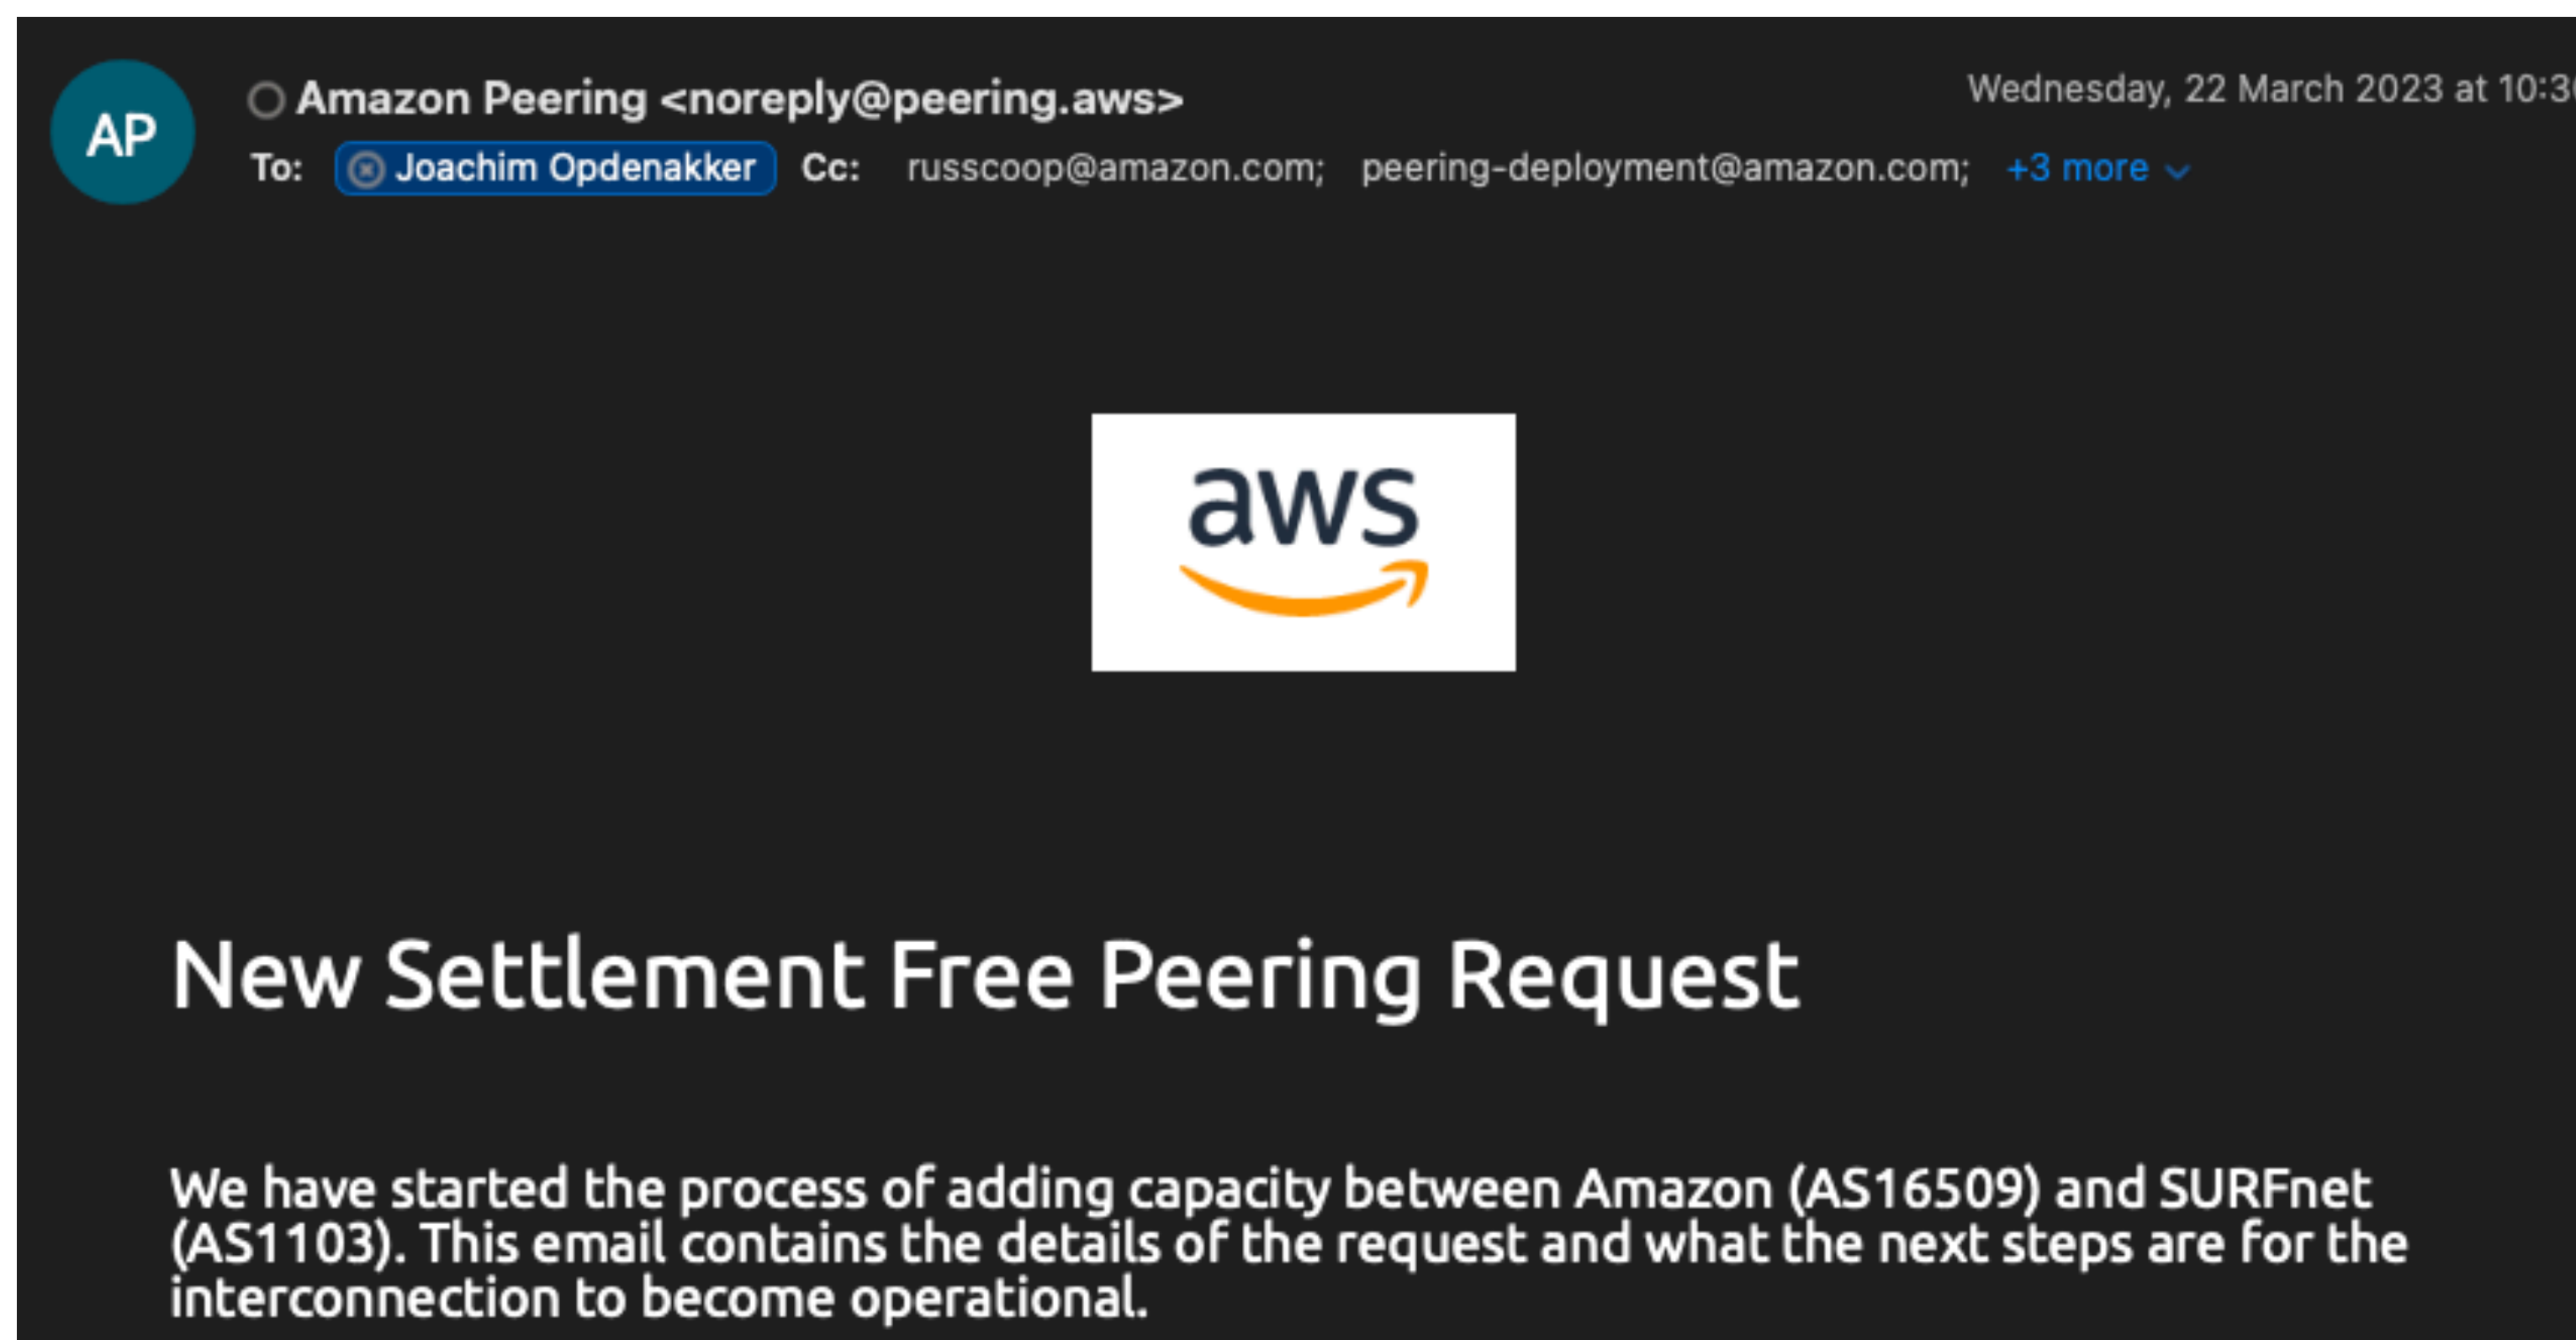 AP
Amazon Peering <noreply@peering.aws>
Wednesday, 22 March 2023 at
To: Joachim Opdenakker Cc: russcoop@amazon.com; peering-deployment@amazon.com; +3 more
aws
New Settlement Free Peering Request
We have started the process of adding capacity between Amazon (AS16509) and SURFnet
(AS1103). This email contains the details of the request and what the next steps are for the
interconnection to become operational.